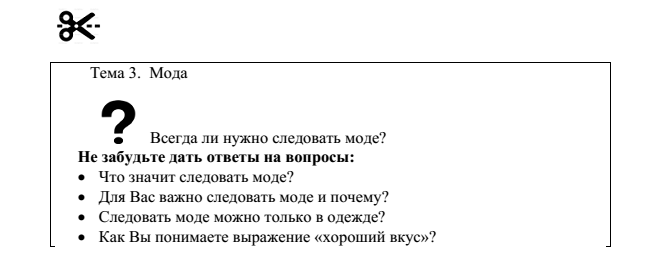 Тема 3. Мода
? Всегда ли нужно следовать моде?
Не забудьте дать ответы на вопросы:
• Что значит следовать моде?
• Для Вас важно следовать моде и почему?
• Следовать моде можно только в одежде?
• Как Вы понимаете выражение «хороший вкус»?